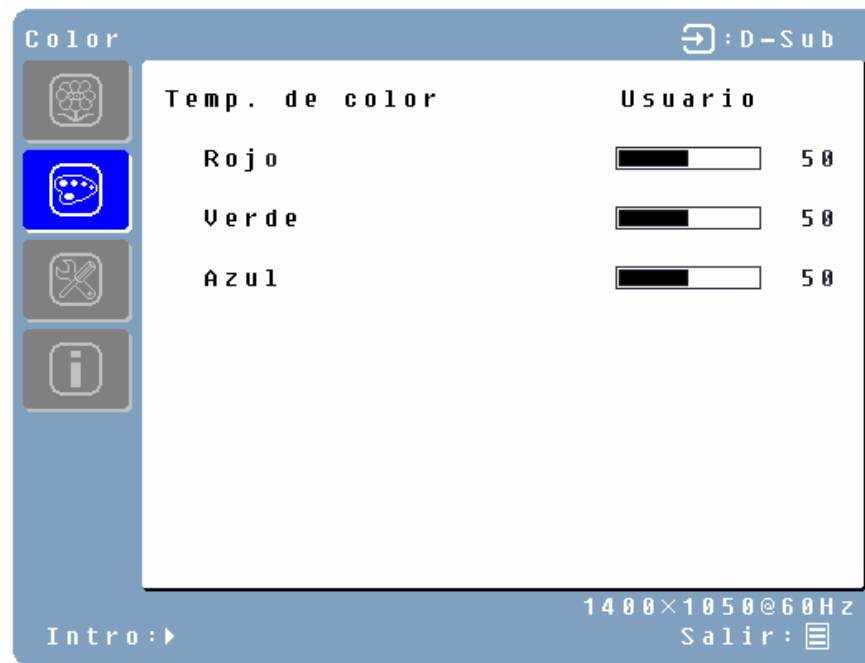 Color :D-Sub
Temp. de color Usuario
Rojo 50
Verde 50
Azul 50
1400×1050@60Hz
Intro: Salir: